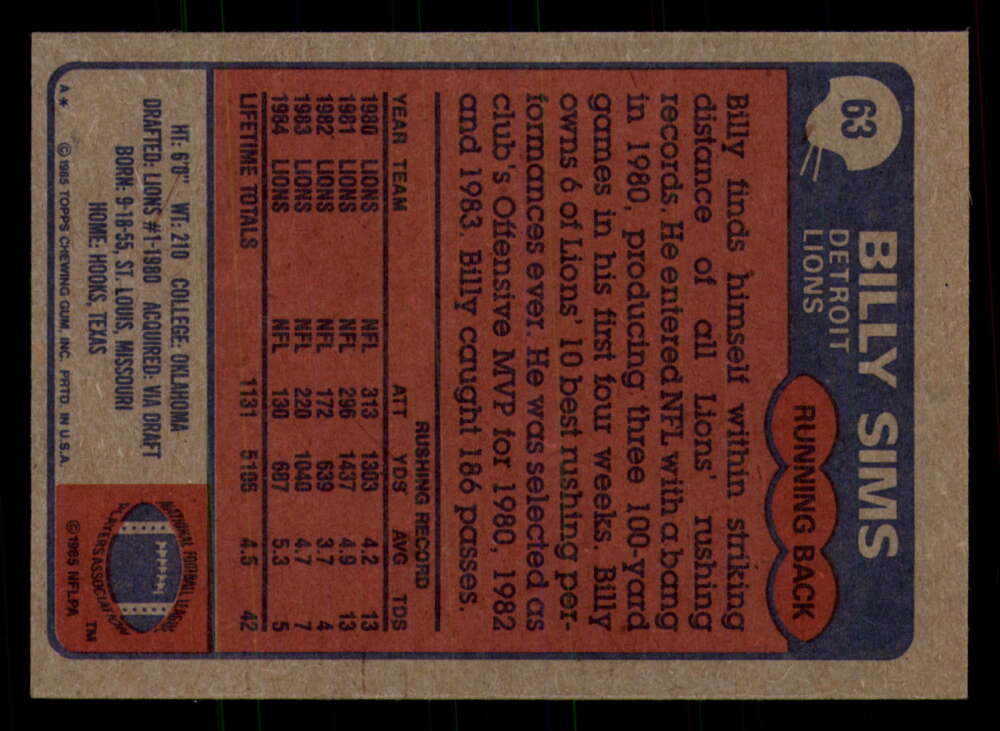 63
BILLY SIMS
DETROIT
LIONS
RUNNING BACK
Billy finds himself within striking
distance of all Lions' rushing
records. He entered NFL with a bang
in 1980, producing three 100-yard
games in his first four weeks. Billy
owns 6 of Lions' 10 best rushing per-
formances ever. He was selected as
club's Offensive MVP for 1980, 1982
and 1983. Billy caught 186 passes.
RUSHING RECORD
YEAR TEAM ATT YDS AVG TDS
1980 LIONS NFL 313 1303 4.2 13
1981 LIONS NFL 296 1437 4.9 13
1982 LIONS NFL 172 639 3.7 4
1983 LIONS NFL 220 1040 4.7 7
1984 LIONS NFL 130 687 5.3 5
LIFETIME TOTALS 1131 5106 4.5 42
HT: 6'0" WT: 210 COLLEGE: OKLAHOMA
DRAFTED: LIONS #1-1980 ACQUIRED: VIA DRAFT
BORN: 9-18-55, ST. LOUIS, MISSOURI
HOME: HOOKS, TEXAS
A* © 1985 TOPPS CHEWING GUM, INC. PRTD. IN U.S.A.
NATIONAL FOOTBALL LEAGUE
PLAYERS ASSOCIATION
TM
© 1985 NFLPA